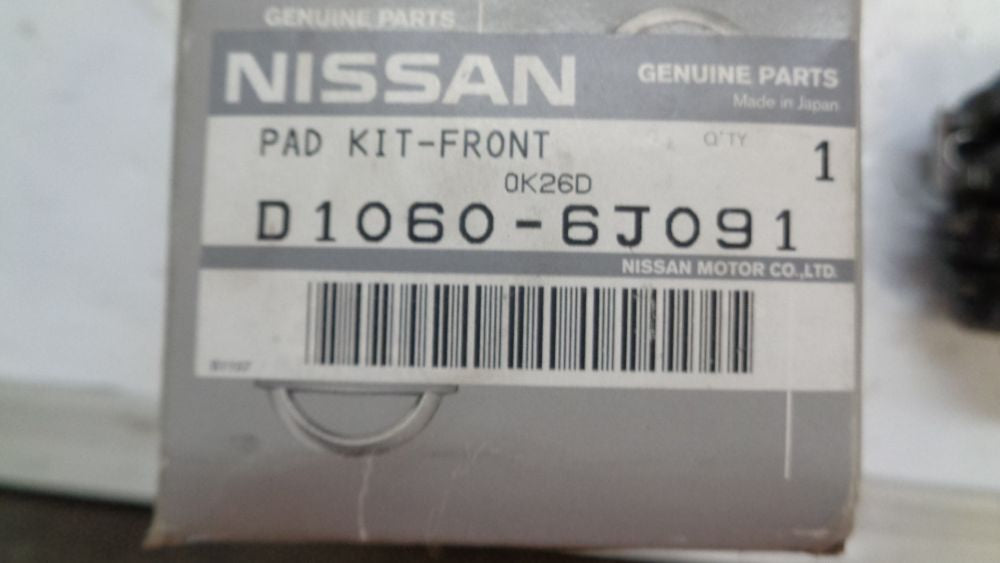 GENUINE PARTS
NISSAN GENUINE PARTS
Made in Japan
PAD KIT-FRONT Q'TY 1
0K26D
D1060-6J091
NISSAN MOTOR CO.,LTD.